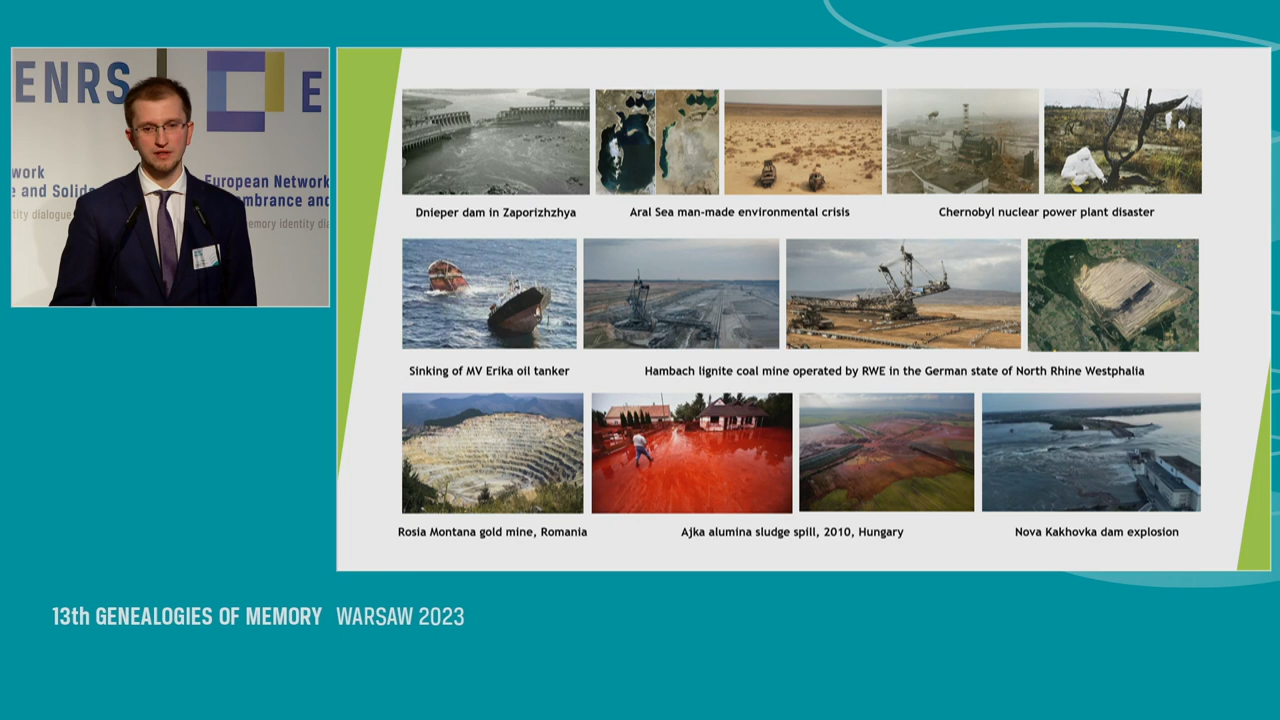 ENRS
E
work
e and Solida
tity dialogue
European Network
mbrance and
emory identity dia
Dnieper dam in Zaporizhzhya
Aral Sea man-made environmental crisis
Chernobyl nuclear power plant disaster
Sinking of MV Erika oil tanker
Hambach lignite coal mine operated by RWE in the German state of North Rhine Westphalia
Rosia Montana gold mine, Romania
Ajka alumina sludge spill, 2010, Hungary
Nova Kakhovka dam explosion
13th GENEALOGIES OF MEMORY WARSAW 2023